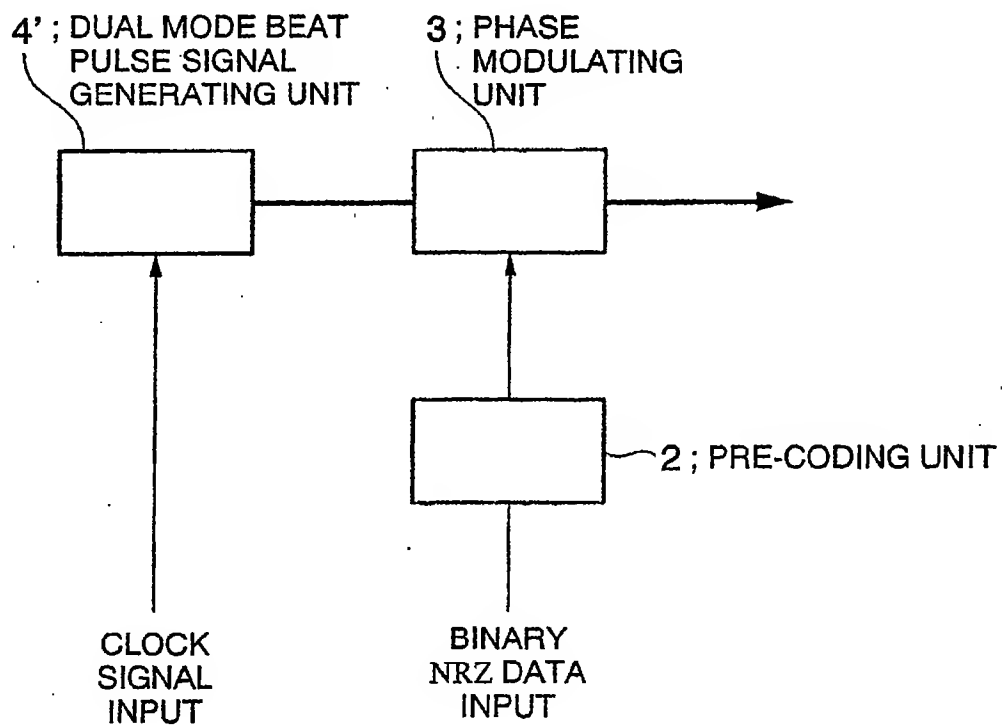 4' ; DUAL MODE BEAT
PULSE SIGNAL
GENERATING UNIT
3 ; PHASE
MODULATING
UNIT
2 ; PRE-CODING UNIT
CLOCK
SIGNAL
INPUT
BINARY
NRZ DATA
INPUT